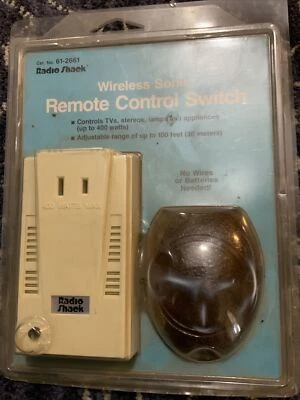 Cat. No. 61-2661
Radio Shack
Wireless Sonic
Remote Control Switch
• Controls TVs, stereos, lamps, appliances
(up to 400 watts)
• Adjustable range of up to 100 feet (30 meters)
No Wires
or Batteries
Needed!
400 WATTS MAX
Radio
Shack